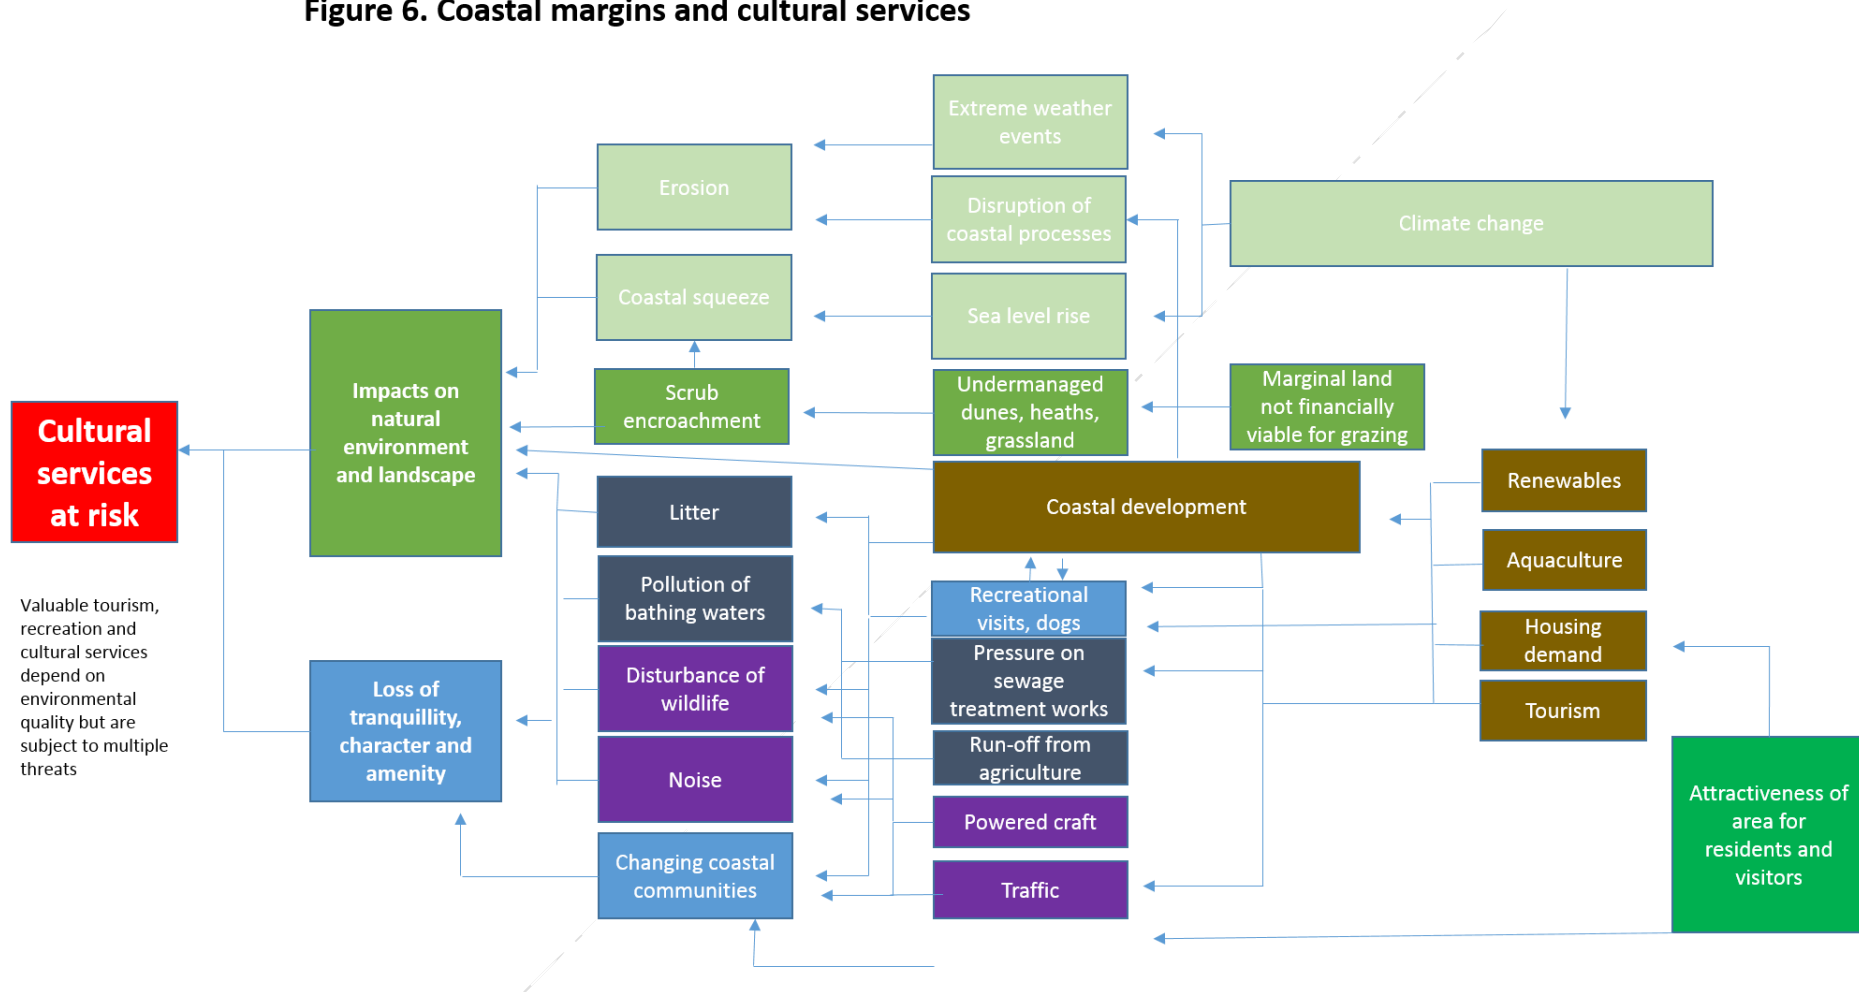 Figure 6. Coastal margins and cultural services
Extreme weather
events
Erosion
Disruption of
coastal processes
Climate change
Coastal squeeze
Sea level rise
Impacts on
natural
environment
and landscape
Scrub
encroachment
Undermanaged
dunes, heaths,
grassland
Marginal land
not financially
viable for grazing
Cultural
services
at risk
Litter
Coastal development
Renewables
Pollution of
bathing waters
Recreational
visits, dogs
Aquaculture
Valuable tourism,
recreation and
cultural services
depend on
environmental
quality but are
subject to multiple
threats
Housing
demand
Loss of
tranquillity,
character and
amenity
Disturbance of
wildlife
Pressure on
sewage
treatment works
Tourism
Noise
Run-off from
agriculture
Attractiveness of
area for
residents and
visitors
Powered craft
Changing coastal
communities
Traffic